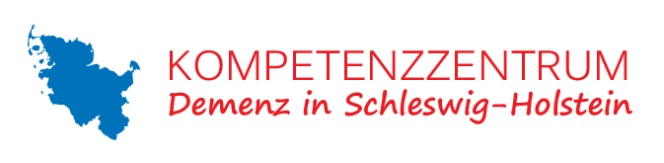 KOMPETENZZENTRUM
Demenz in Schleswig-Holstein